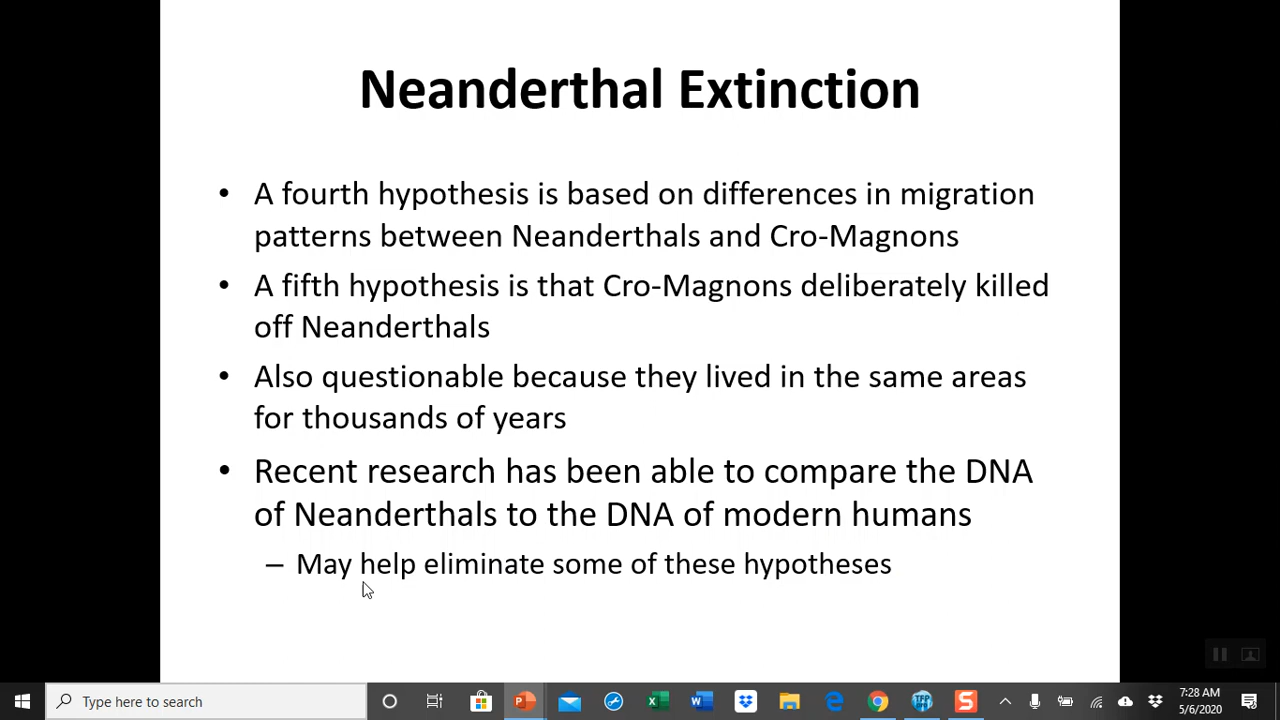 Neanderthal Extinction
• A fourth hypothesis is based on differences in migration
patterns between Neanderthals and Cro-Magnons
• A fifth hypothesis is that Cro-Magnons deliberately killed
off Neanderthals
• Also questionable because they lived in the same areas
for thousands of years
• Recent research has been able to compare the DNA
of Neanderthals to the DNA of modern humans
– May help eliminate some of these hypotheses
Type here to search
7:28 AM
5/6/2020